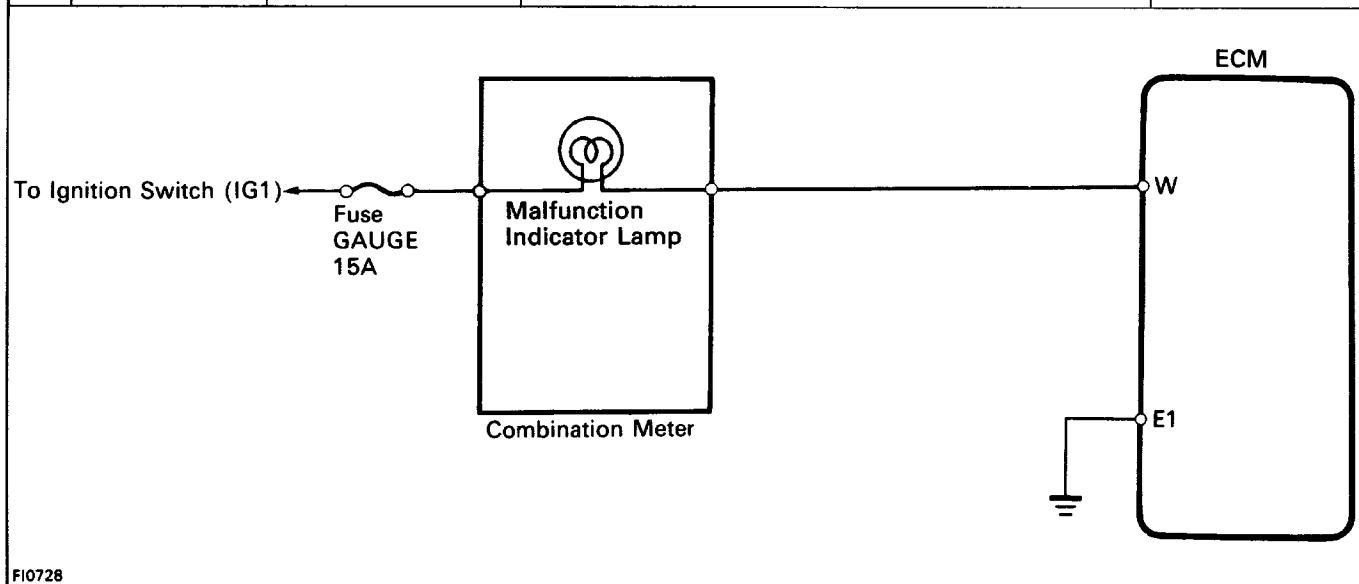 ECM
To Ignition Switch (IG1)
Fuse
GAUGE
15A
Malfunction
Indicator Lamp
W
Combination Meter
E1
FI0728